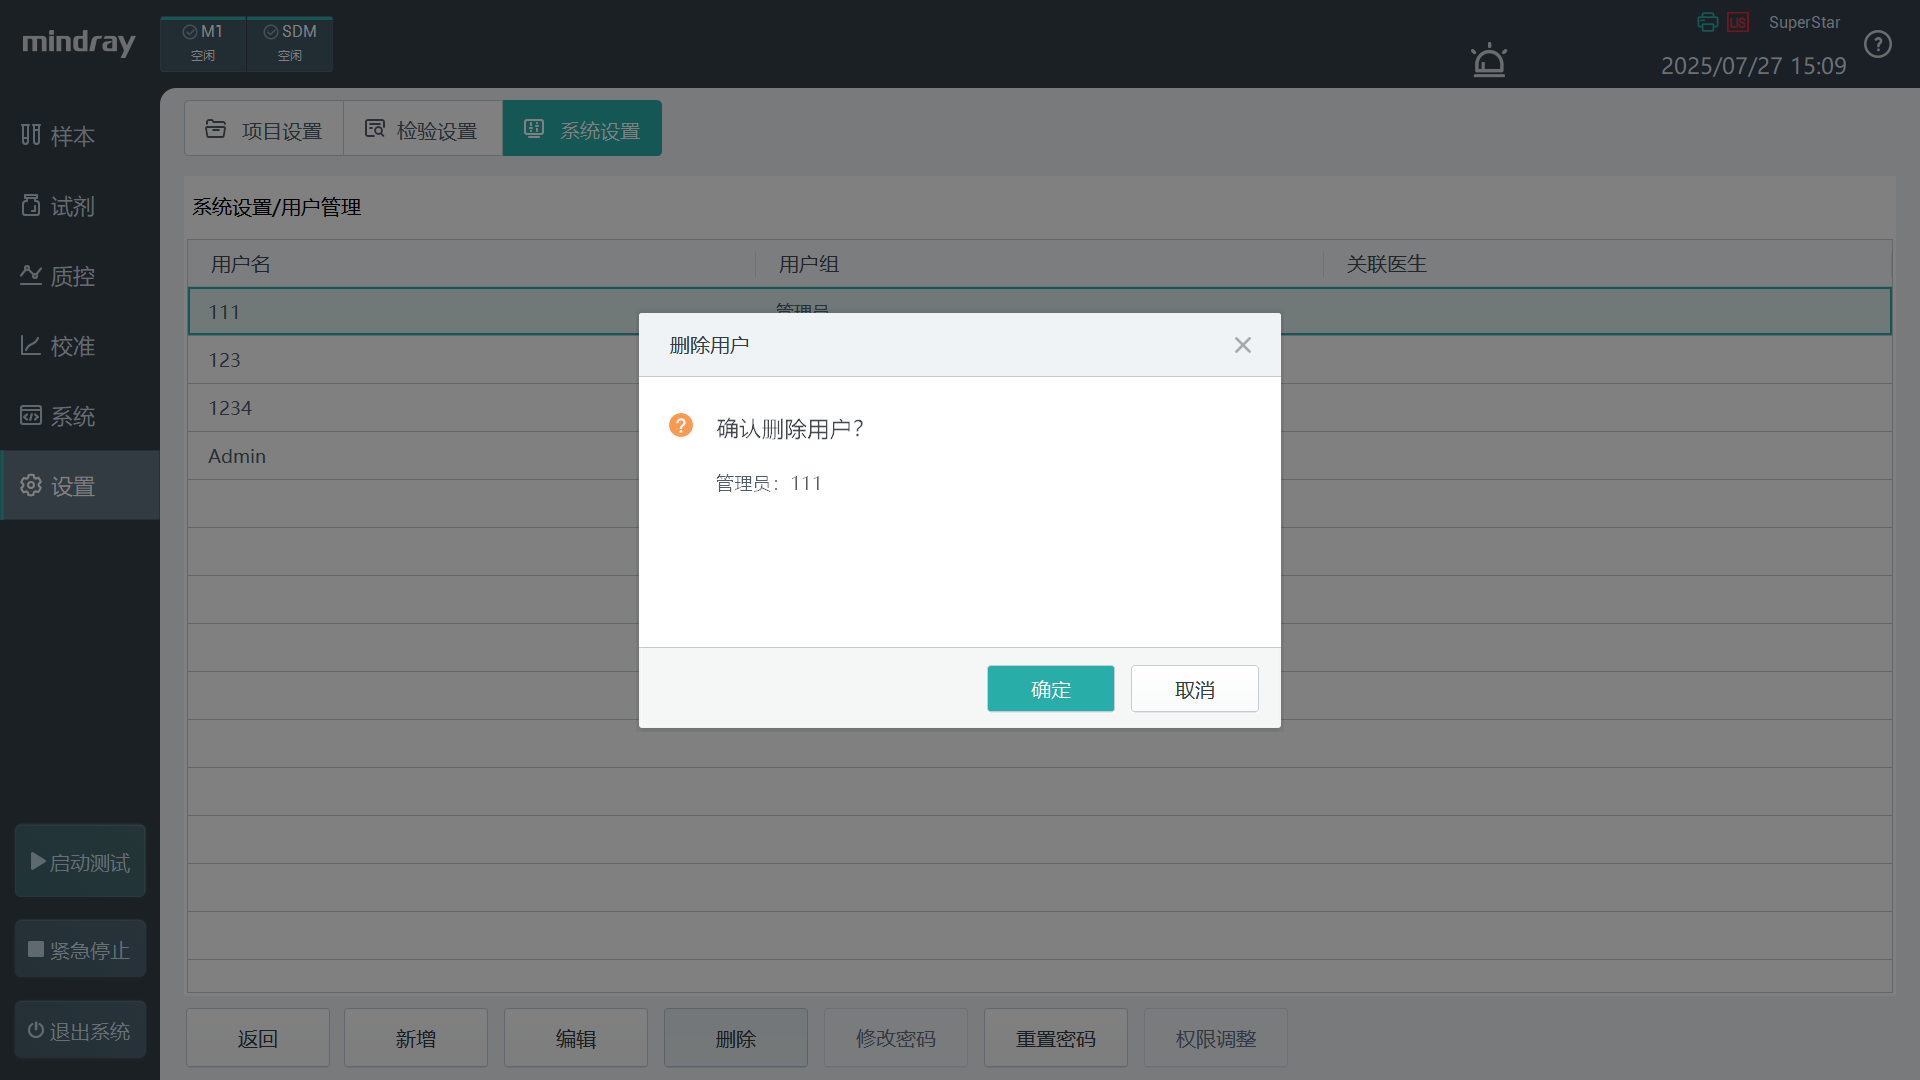 mindray
M1
空闲
SDM
空闲
LIS
SuperStar
2025/07/27 15:09
样本
试剂
质控
校准
系统
设置
启动测试
紧急停止
退出系统
项目设置
检验设置
系统设置
系统设置/用户管理
用户名
用户组
关联医生
111
管理员
123
1234
Admin
删除用户
确认删除用户?
管理员：111
确定
取消
返回
新增
编辑
删除
修改密码
重置密码
权限调整